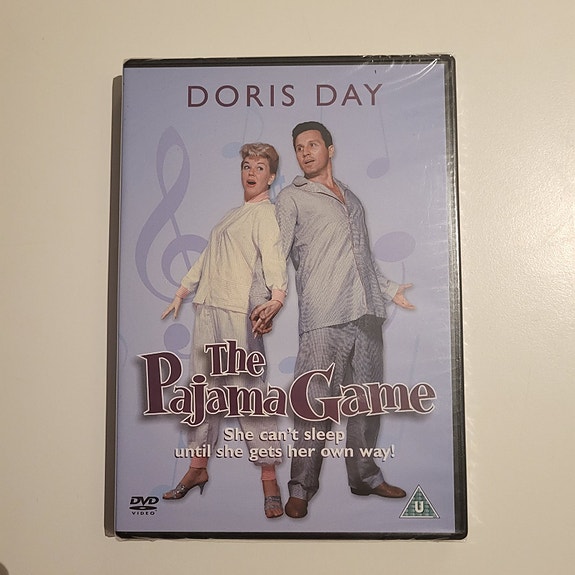 DORIS DAY
The
Pajama Game
She can't sleep
until she gets her own way!
DVD
VIDEO
U